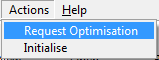 Actions Help
Request Optimisation
Initialise